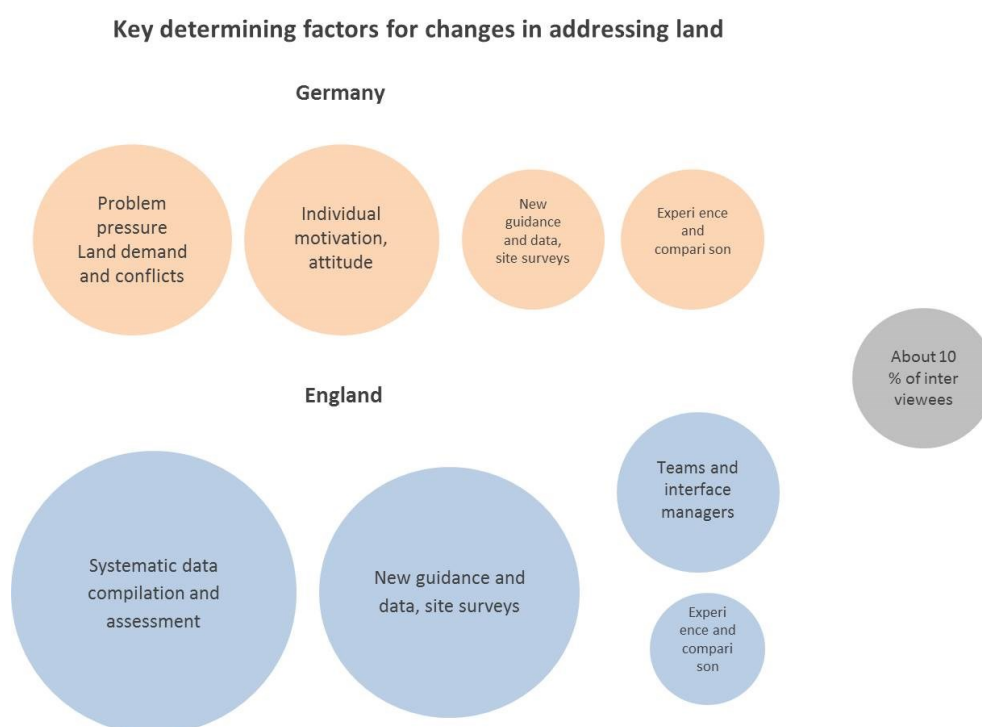 Key determining factors for changes in addressing land
Germany
Problem
pressure
Land demand
and conflicts
Individual
motivation,
attitude
New
guidance
and data,
site surveys
Experi ence
and
compari son
About 10
% of inter
viewees
England
Systematic data
compilation and
assessment
New guidance and
data, site surveys
Teams and
interface
managers
Experi
ence and
compari
son